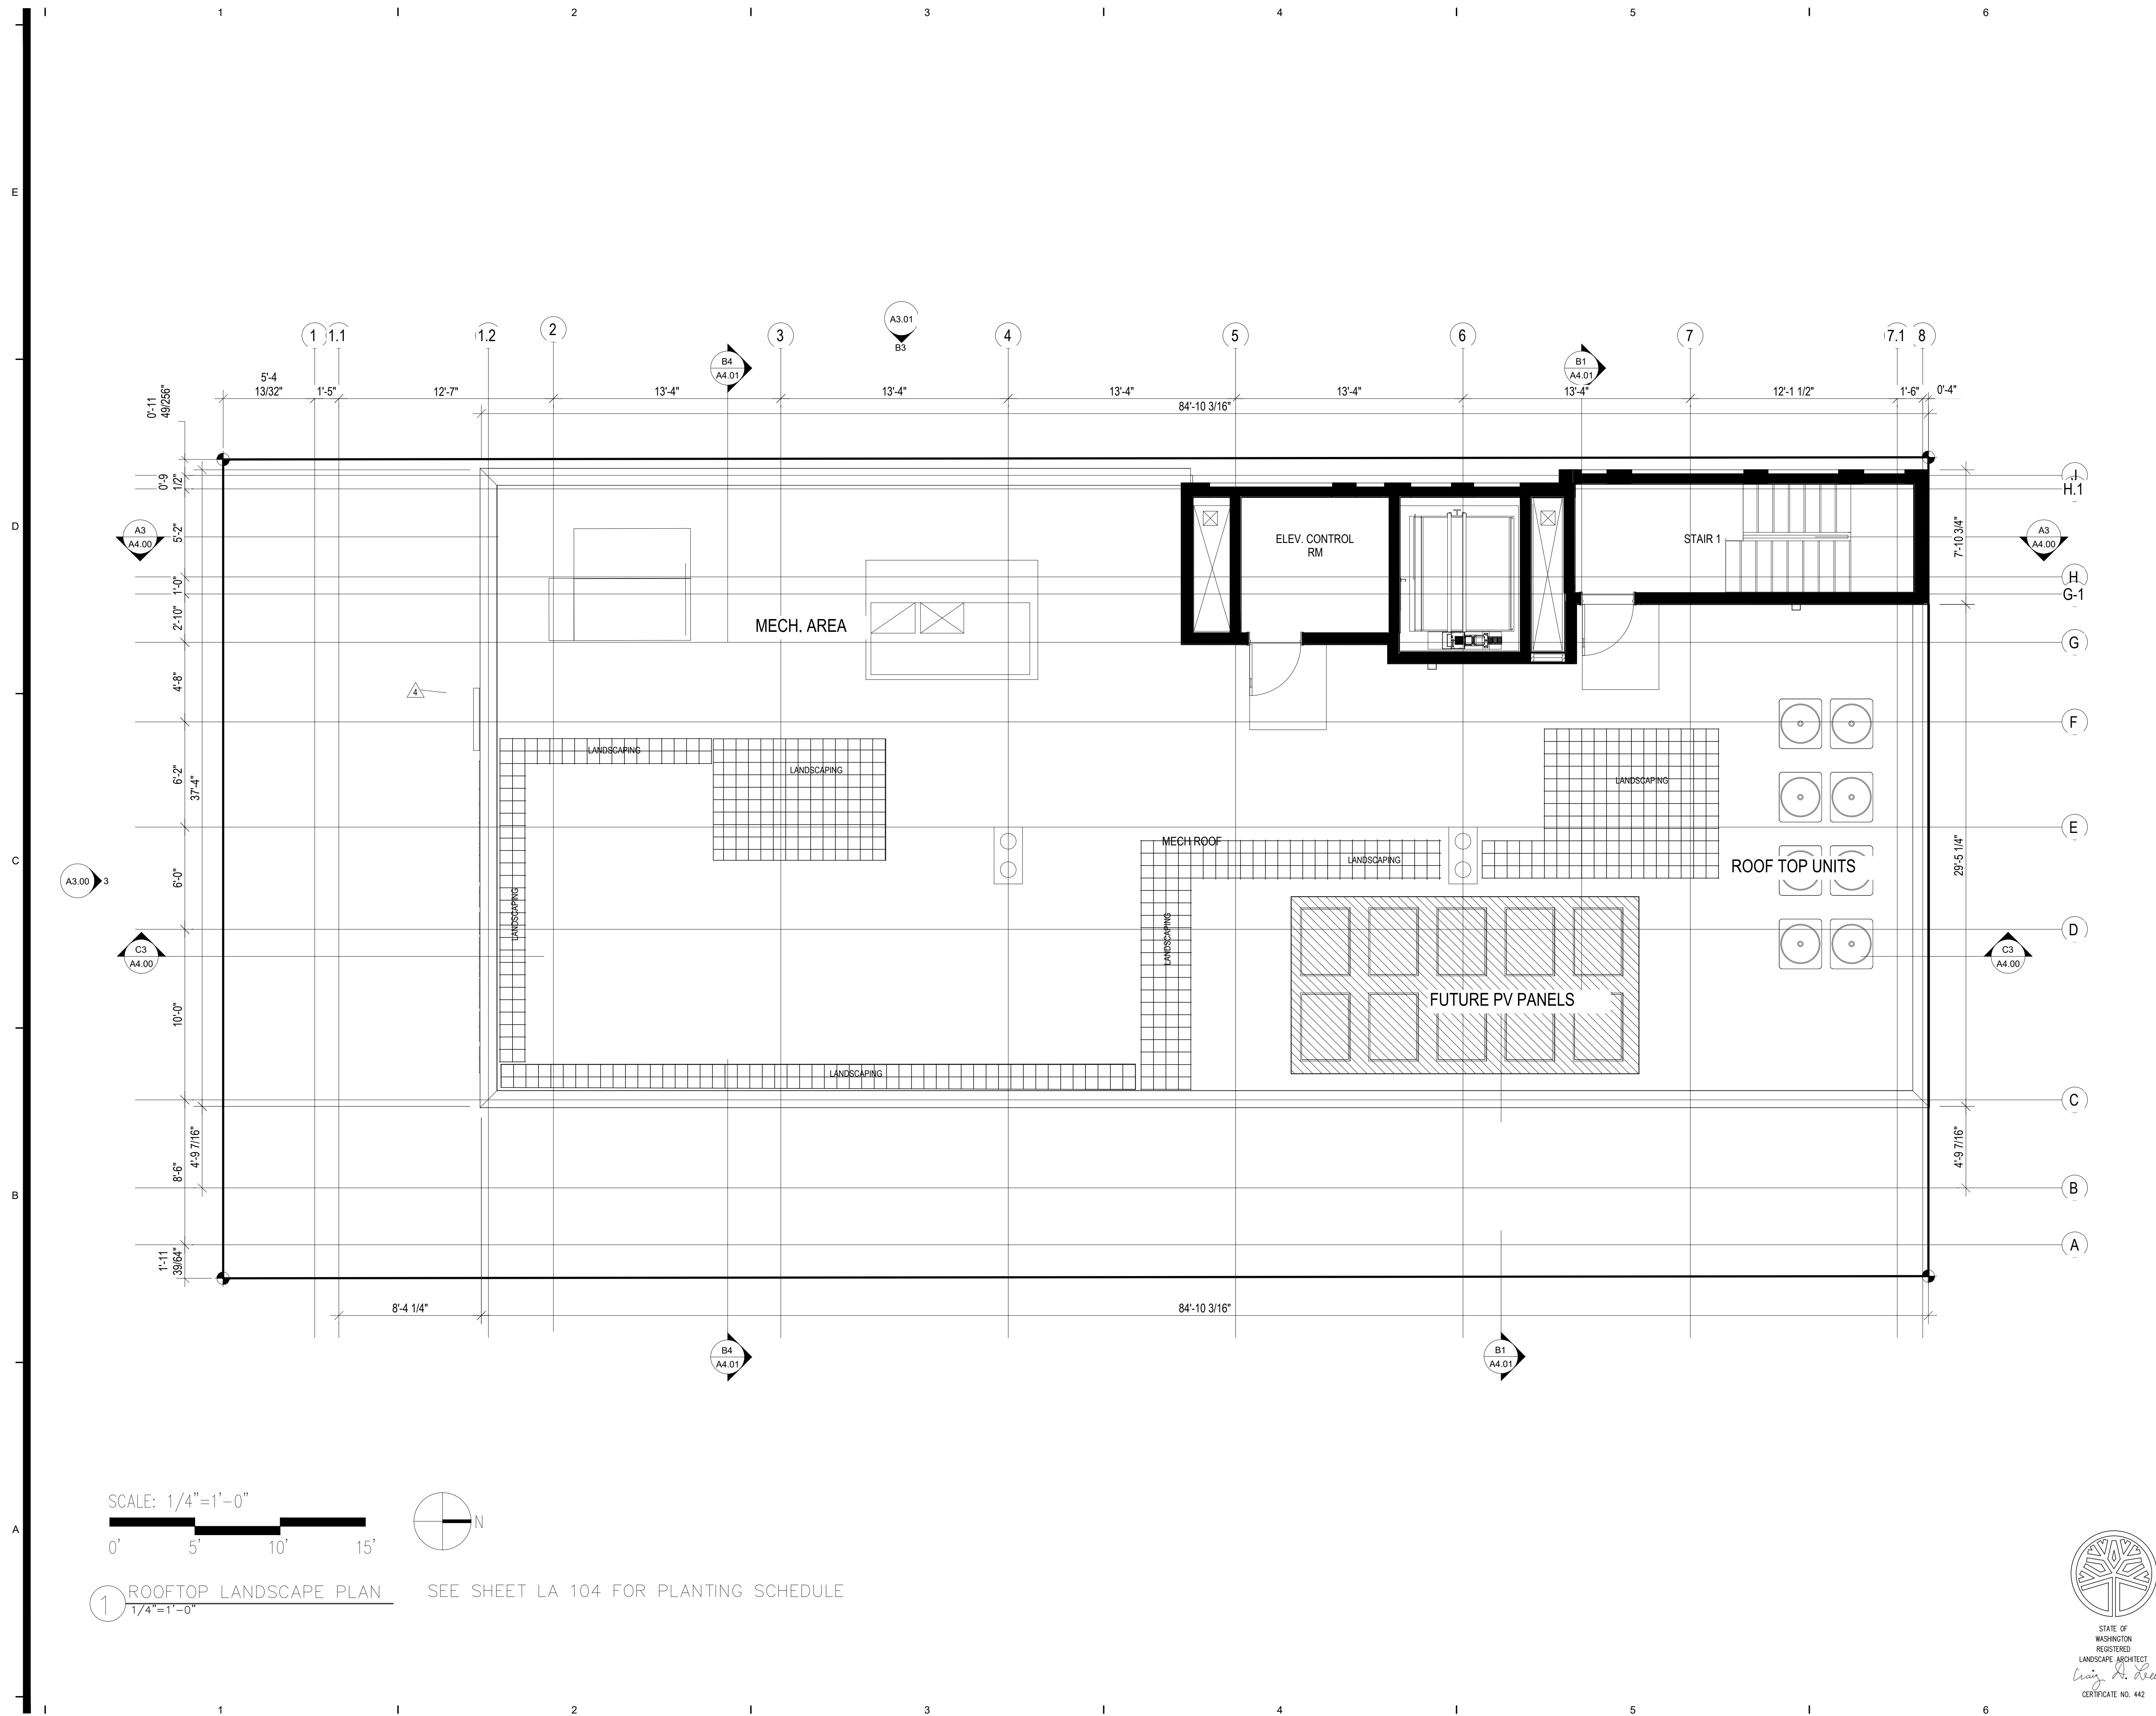 1 2 3 4 5 6
E
D
C
B
A
A3.01
B3
1 1.1 1.2 2 3 4 5 6 7 7.1 8
B4
A4.01
B1
A4.01
5'-4
13/32"
1'-5"
12'-7"
13'-4"
13'-4"
13'-4"
13'-4"
13'-4"
12'-1 1/2"
1'-6"
0'-4"
84'-10 3/16"
0'-11
49/256"
0'-9
1/2"
5'-2"
1'-0"
2'-10"
4'-8"
6'-2"
37'-4"
6'-0"
10'-0"
4'-9 7/16"
8'-6"
1'-11
39/64"
A3
A4.00
A3.00
3
C3
A4.00
4
MECH. AREA
ELEV. CONTROL
RM
STAIR 1
LANDSCAPING
LANDSCAPING
LANDSCAPING
LANDSCAPING
LANDSCAPING
LANDSCAPING
LANDSCAPING
MECH ROOF
ROOF TOP UNITS
FUTURE PV PANELS
7'-10 3/4"
29'-5 1/4"
4'-9 7/16"
J
H.1
A3
A4.00
H
G-1
G
F
E
D
C3
A4.00
C
B
A
8'-4 1/4"
84'-10 3/16"
B4
A4.01
B1
A4.01
SCALE: 1/4"=1'-0"
0' 5' 10' 15'
N
1
ROOFTOP LANDSCAPE PLAN
1/4"=1'-0"
SEE SHEET LA 104 FOR PLANTING SCHEDULE
STATE OF
WASHINGTON
REGISTERED
LANDSCAPE ARCHITECT
Craig D. Lee
CERTIFICATE NO. 442
1 2 3 4 5 6